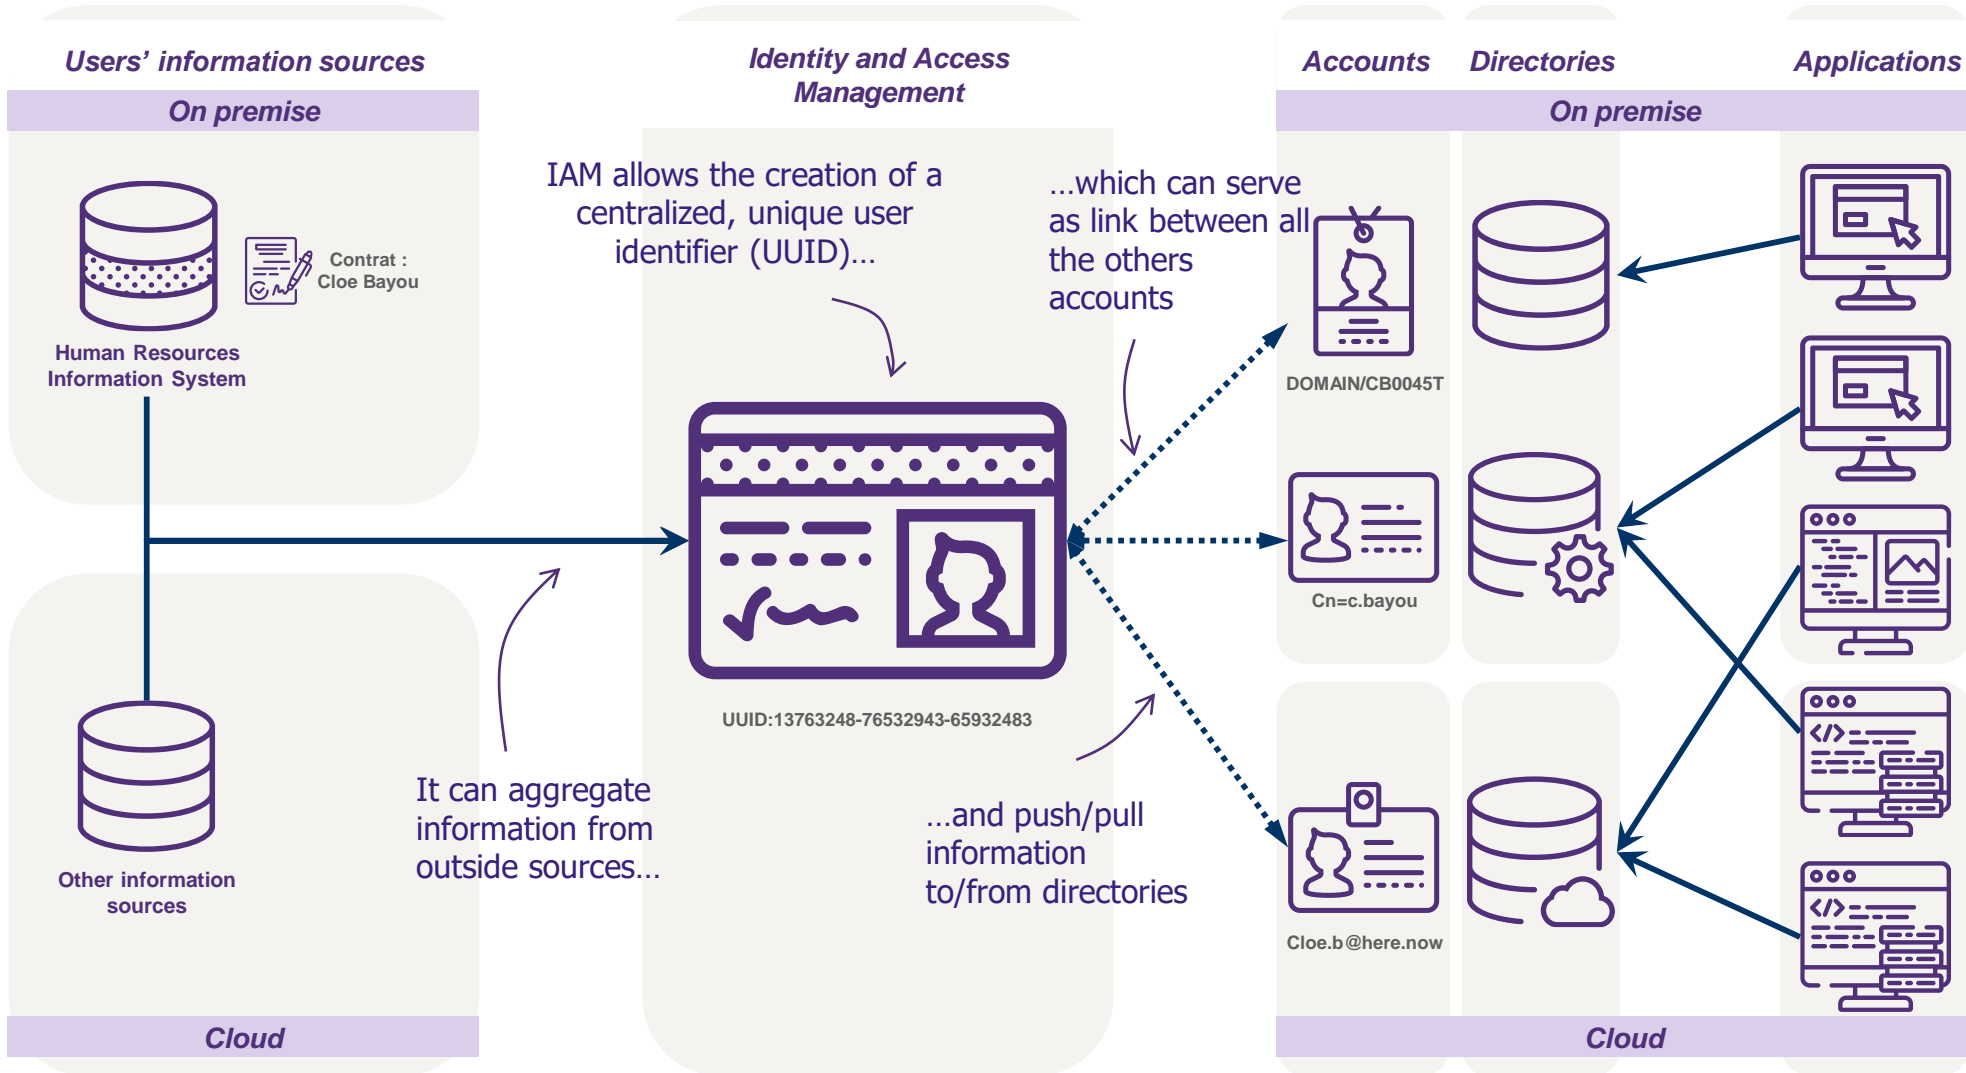 Users’ information sources
On premise
Contrat :
Cloe Bayou
Human Resources
Information System
Other information
sources
Cloud
Identity and Access
Management
IAM allows the creation of a
centralized, unique user
identifier (UUID)…
UUID:13763248-76532943-65932483
It can aggregate
information from
outside sources…
…which can serve
as link between all
the others
accounts
…and push/pull
information
to/from directories
Accounts
Directories
Applications
On premise
DOMAIN/CB0045T
Cn=c.bayou
</>
Cloe.b@here.now
</>
Cloud